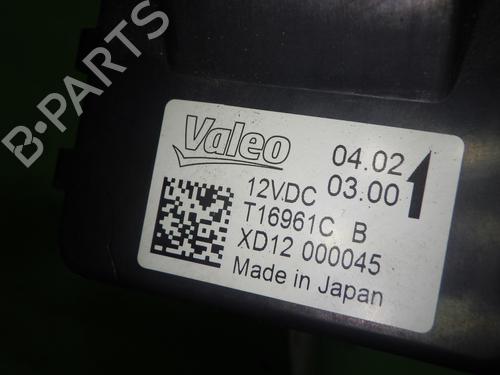 B-PARTS
Valeo
04.02
12VDC 03.00
T16961C B
XD12 000045
Made in Japan